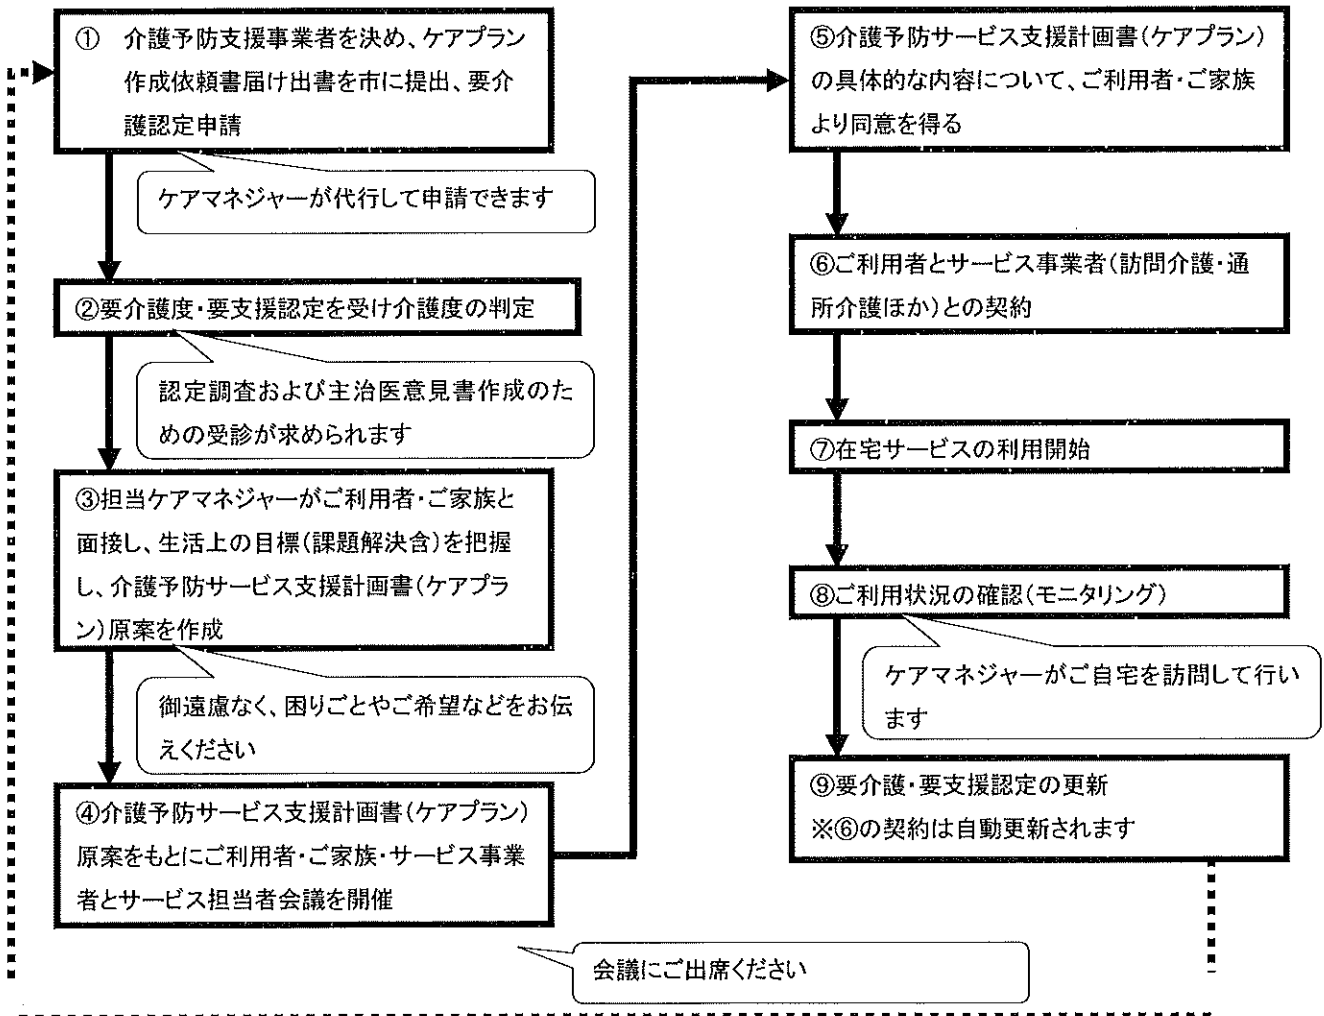 ① 介護予防支援事業者を決め、ケアプラン
作成依頼書届け出書を市に提出、要介
護認定申請
ケアマネジャーが代行して申請できます
②要介護度・要支援認定を受け介護度の判定
認定調査および主治医意見書作成のた
めの受診が求められます
③担当ケアマネジャーがご利用者・ご家族と
面接し、生活上の目標(課題解決含)を把握
し、介護予防サービス支援計画書(ケアプラ
ン)原案を作成
御遠慮なく、困りごとやご希望などをお伝
えください
④介護予防サービス支援計画書(ケアプラン)
原案をもとにご利用者・ご家族・サービス事業
者とサービス担当者会議を開催
会議にご出席ください
⑤介護予防サービス支援計画書(ケアプラン)
の具体的な内容について、ご利用者・ご家族
より同意を得る
⑥ご利用者とサービス事業者(訪問介護・通
所介護ほか)との契約
⑦在宅サービスの利用開始
⑧ご利用状況の確認(モニタリング)
ケアマネジャーがご自宅を訪問して行い
ます
⑨要介護・要支援認定の更新
※⑥の契約は自動更新されます